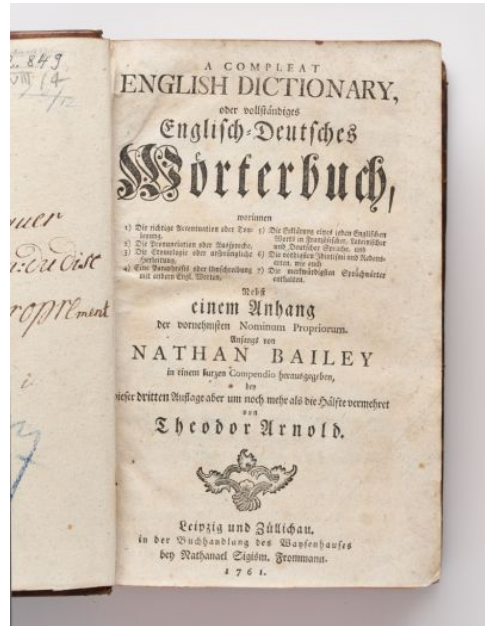 849
A COMPLEAT
ENGLISH DICTIONARY,
oder vollständiges
Englisch-Deutsches
Wörterbuch,
worinnen
1) Die richtige Accentuation oder Tonsetzung.
2) Die Pronunciation oder Aussprache.
3) Die Etymologie oder ursprüngliche Herleitung.
4) Eine Paraphrasis oder Umschreibung mit andern Engl. Worten.
5) Die Erklärung eines jeden Englischen Worts in Französischer, Lateinischer und Deutscher Sprache, und
6) Die nöthigsten Idiotismi und Redensarten, wie auch
7) Die merkwürdigsten Sprüchwörter enthalten.
Nebst
einem Anhang
der vornehmsten Nominum Propriorum.
Anfangs von
NATHAN BAILEY
in einem kurzen Compendio herausgegeben,
bey
dieser dritten Auflage aber um noch mehr als die Hälfte vermehret
von
Theodor Arnold.
Leipzig und Züllichau.
in der Buchhandlung des Waysenhauses
bey Nathanael Sigism. Frommann.
1761.